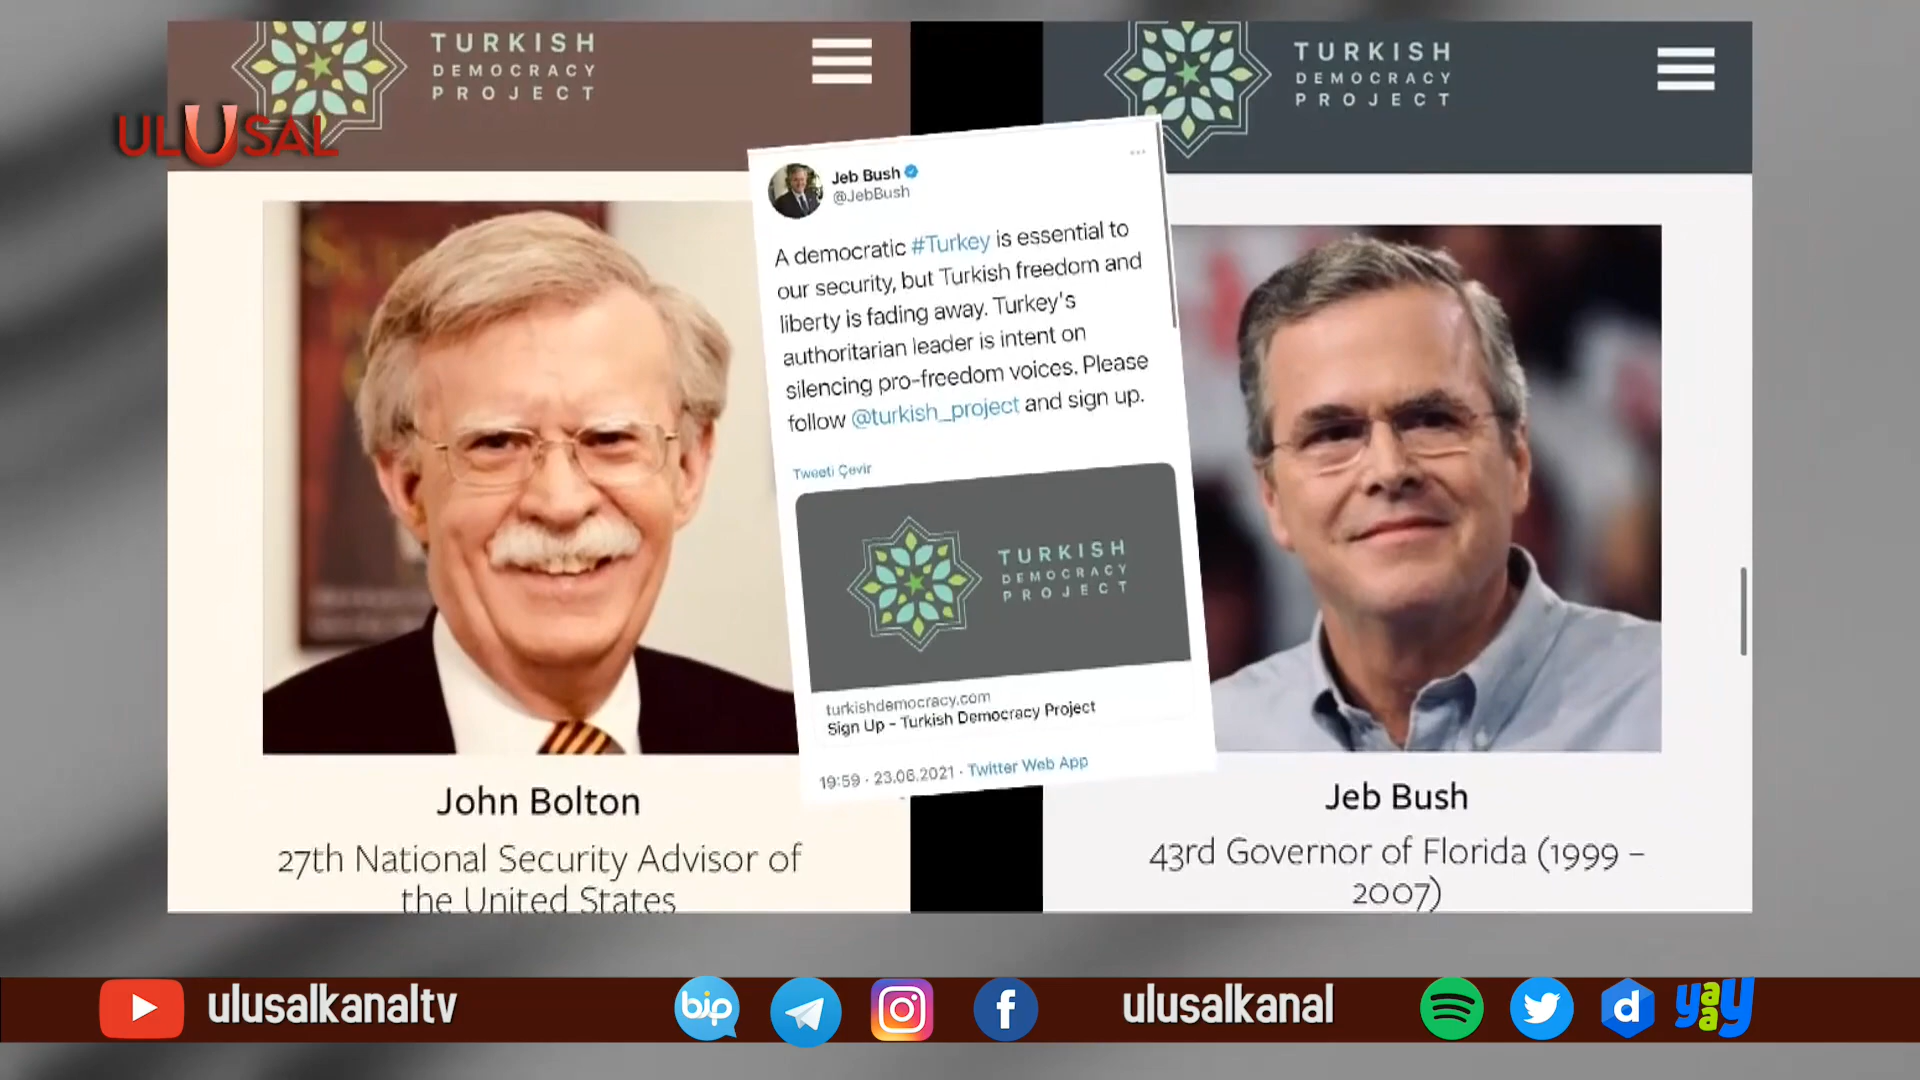 TURKISH
DEMOCRACY
PROJECT
TURKISH
DEMOCRACY
PROJECT
ULUSAL
Jeb Bush
@JebBush
A democratic #Turkey is essential to
our security, but Turkish freedom and
liberty is fading away. Turkey's
authoritarian leader is intent on
silencing pro-freedom voices. Please
follow @turkish_project and sign up.
Tweeti Çevir
TURKISH
DEMOCRACY
PROJECT
turkishdemocracy.com
Sign Up - Turkish Democracy Project
19:59 · 23.06.2021 · Twitter Web App
John Bolton
27th National Security Advisor of
the United States
Jeb Bush
43rd Governor of Florida (1999 –
2007)
ulusalkanaltv
bip
ulusalkanal
d
yaay